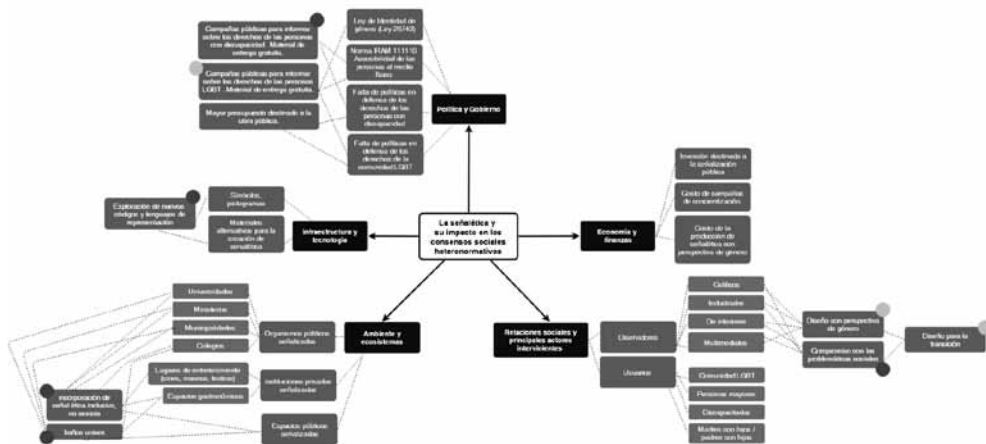 Campañas públicas para informar
sobre los derechos de las personas
con discapacidad. Material de
entrega gratuita.
Campañas públicas para informar
sobre los derechos de las personas
LGBT. Material de entrega gratuita.
Mayor presupuesto destinado a la
obra pública.
Ley de Identidad de
género (Ley 26743)
Norma IRAM 111110
Accesibilidad de las
personas al medio
físico
Falta de políticas en
defensa de los
derechos de las
personas con
discapacidad
Falta de políticas en
defensa de los
derechos de la
comunidad LGBT
Política y Gobierno
Exploración de nuevos
códigos y lenguajes de
representación
Símbolos,
pictogramas
Materiales
alternativos para la
creación de
señalética
Infraestructura y
tecnología
La señalética y
su impacto en los
consensos sociales
heteronormativos
Economía y
finanzas
Inversión destinada a
la señalización
pública
Costo de campañas
de concientización
Costo de la
producción de
señalética con
perspectiva de género
Universidades
Ministerios
Municipalidades
Colegios
Organismos públicos
señalizados
Ambiente y
ecosistemas
Lugares de entretenimiento
(cines, museos, teatros)
Espacios gastronómicos
Instituciones privadas
señalizadas
Incorporación de
señalética inclusiva,
no sexista
Baños unisex
Espacios públicos
señalizados
Relaciones sociales y
principales actores
intervinientes
Diseñadores
Usuarios
Gráficos
Industriales
De interiores
Multimediales
Comunidad LGBT
Personas mayores
Discapacitados
Madres con hijos /
padres con hijos
Diseño con perspectiva
de género
Compromiso con las
problemáticas sociales
Diseño para la
transición